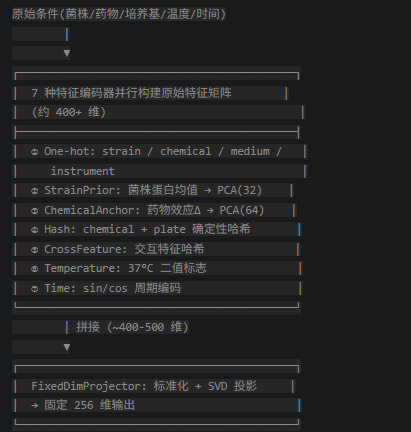 原始条件(菌株/药物/培养基/温度/时间)
7 种特征编码器并行构建原始特征矩阵
(约 400+ 维)
① One-hot: strain / chemical / medium /
instrument
② StrainPrior: 菌株蛋白均值 → PCA(32)
③ ChemicalAnchor: 药物效应Δ → PCA(64)
④ Hash: chemical + plate 确定性哈希
⑤ CrossFeature: 交互特征哈希
⑥ Temperature: 37°C 二值标志
⑦ Time: sin/cos 周期编码
拼接 (~400-500 维)
FixedDimProjector: 标准化 + SVD 投影
→ 固定 256 维输出